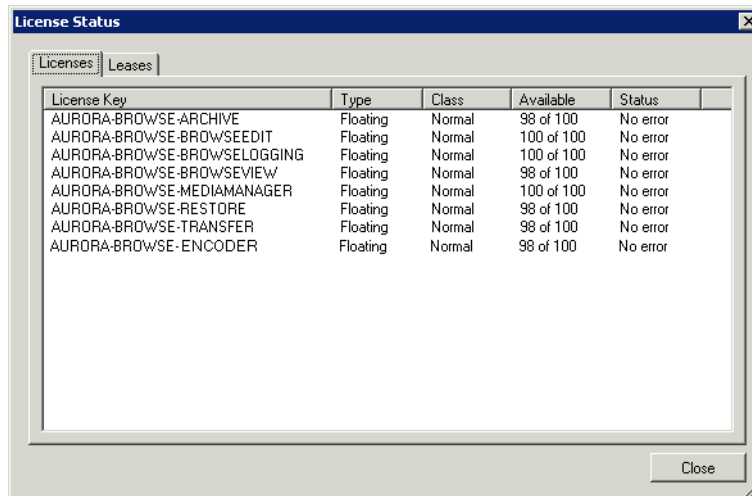 License Status
Licenses Leases
License Key Type Class Available Status
AURORA-BROWSE-ARCHIVE Floating Normal 98 of 100 No error
AURORA-BROWSE-BROWSEEDIT Floating Normal 100 of 100 No error
AURORA-BROWSE-BROWSELOGGING Floating Normal 100 of 100 No error
AURORA-BROWSE-BROWSEVIEW Floating Normal 98 of 100 No error
AURORA-BROWSE-MEDIAMANAGER Floating Normal 100 of 100 No error
AURORA-BROWSE-RESTORE Floating Normal 98 of 100 No error
AURORA-BROWSE-TRANSFER Floating Normal 98 of 100 No error
AURORA-BROWSE-ENCODER Floating Normal 98 of 100 No error
Close